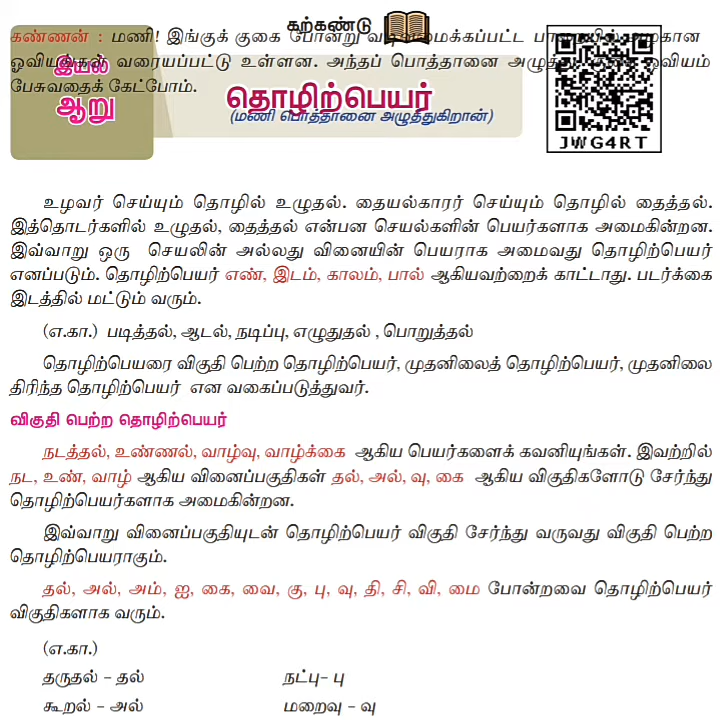 கற்கண்டு
கண்ணன் : மணி! இங்குக் குகை போன்று வடிவமைக்கப்பட்ட பாறையில் அழகான
ஓவியங்கள் வரையப்பட்டு உள்ளன. அந்தப் பொத்தானை அழுத்து. குகை ஓவியம்
பேசுவதைக் கேட்போம்.
இயல்
ஆறு
தொழிற்பெயர்
(மணி பொத்தானை அழுத்துகிறான்)
JWG4RT
உழவர் செய்யும் தொழில் உழுதல். தையல்காரர் செய்யும் தொழில் தைத்தல்.
இத்தொடர்களில் உழுதல், தைத்தல் என்பன செயல்களின் பெயர்களாக அமைகின்றன.
இவ்வாறு ஒரு செயலின் அல்லது வினையின் பெயராக அமைவது தொழிற்பெயர்
எனப்படும். தொழிற்பெயர் எண், இடம், காலம், பால் ஆகியவற்றைக் காட்டாது. படர்க்கை
இடத்தில் மட்டும் வரும்.
(எ.கா.) படித்தல், ஆடல், நடிப்பு, எழுதுதல் , பொறுத்தல்
தொழிற்பெயரை விகுதி பெற்ற தொழிற்பெயர், முதனிலைத் தொழிற்பெயர், முதனிலை
திரிந்த தொழிற்பெயர் என வகைப்படுத்துவர்.
விகுதி பெற்ற தொழிற்பெயர்
நடத்தல், உண்ணல், வாழ்வு, வாழ்க்கை ஆகிய பெயர்களைக் கவனியுங்கள். இவற்றில்
நட, உண், வாழ் ஆகிய வினைப்பகுதிகள் தல், அல், வு, கை ஆகிய விகுதிகளோடு சேர்ந்து
தொழிற்பெயர்களாக அமைகின்றன.
இவ்வாறு வினைப்பகுதியுடன் தொழிற்பெயர் விகுதி சேர்ந்து வருவது விகுதி பெற்ற
தொழிற்பெயராகும்.
தல், அல், அம், ஐ, கை, வை, கு, பு, வு, தி, சி, வி, மை போன்றவை தொழிற்பெயர்
விகுதிகளாக வரும்.
(எ.கா.)
தருதல் – தல் நட்பு– பு
கூறல் – அல் மறைவு – வு